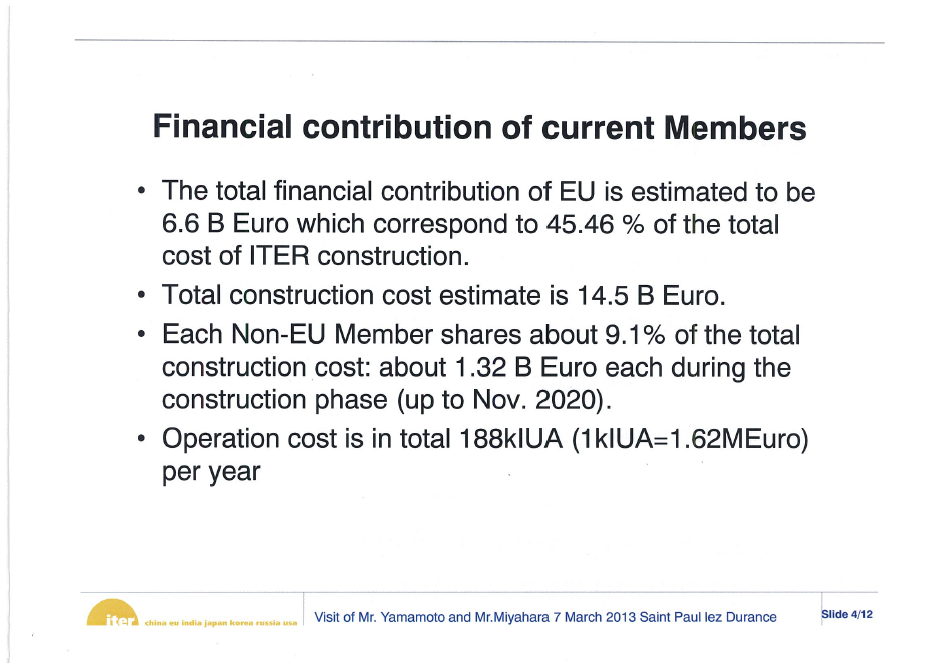 Financial contribution of current Members
• The total financial contribution of EU is estimated to be
6.6 B Euro which correspond to 45.46 % of the total
cost of ITER construction.
• Total construction cost estimate is 14.5 B Euro.
• Each Non-EU Member shares about 9.1% of the total
construction cost: about 1.32 B Euro each during the
construction phase (up to Nov. 2020).
• Operation cost is in total 188kIUA (1kIUA=1.62MEuro)
per year
iter china eu india japan korea russia usa
Visit of Mr. Yamamoto and Mr.Miyahara 7 March 2013 Saint Paul lez Durance
Slide 4/12